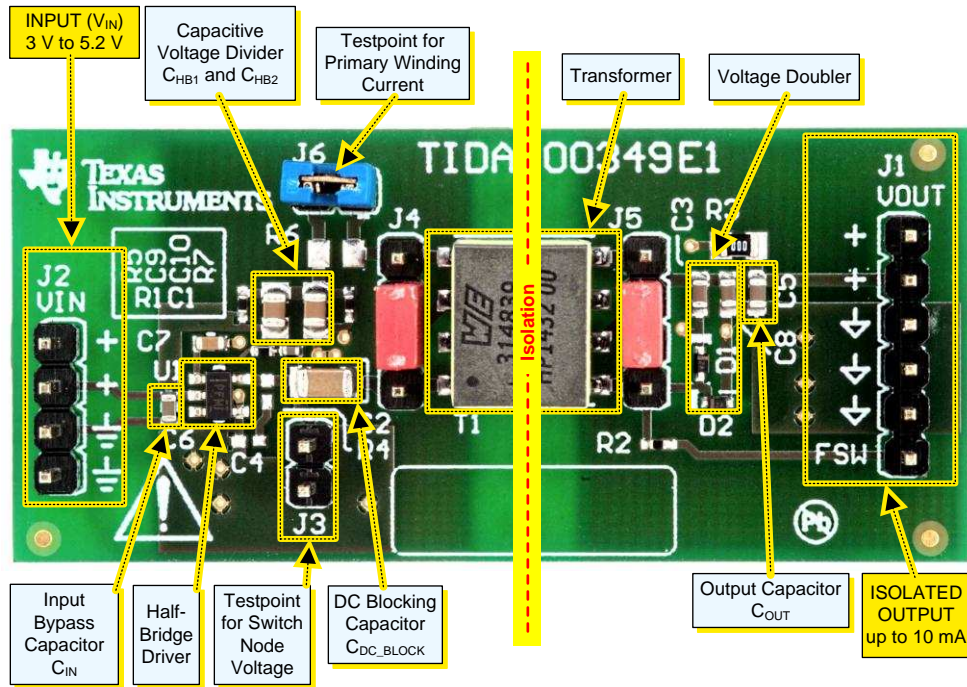 INPUT (VIN)
3 V to 5.2 V
Capacitive
Voltage Divider
CHB1 and CHB2
Testpoint for
Primary Winding
Current
Transformer
Voltage Doubler
TEXAS
INSTRUMENTS
J6
TIDA-00349E1
J1
VOUT
J4
J5
C3
R3
R6
R5
C9
C10
R7
R1 C1
J2
VIN
+
+
C7
U1
C6
C4
C2
R4
J3
T1
Isolation
R2
D1
D2
C5
C8
+
+
FSW
Pb
Input
Bypass
Capacitor
CIN
Half-
Bridge
Driver
Testpoint
for Switch
Node
Voltage
DC Blocking
Capacitor
CDC_BLOCK
Output Capacitor
COUT
ISOLATED
OUTPUT
up to 10 mA